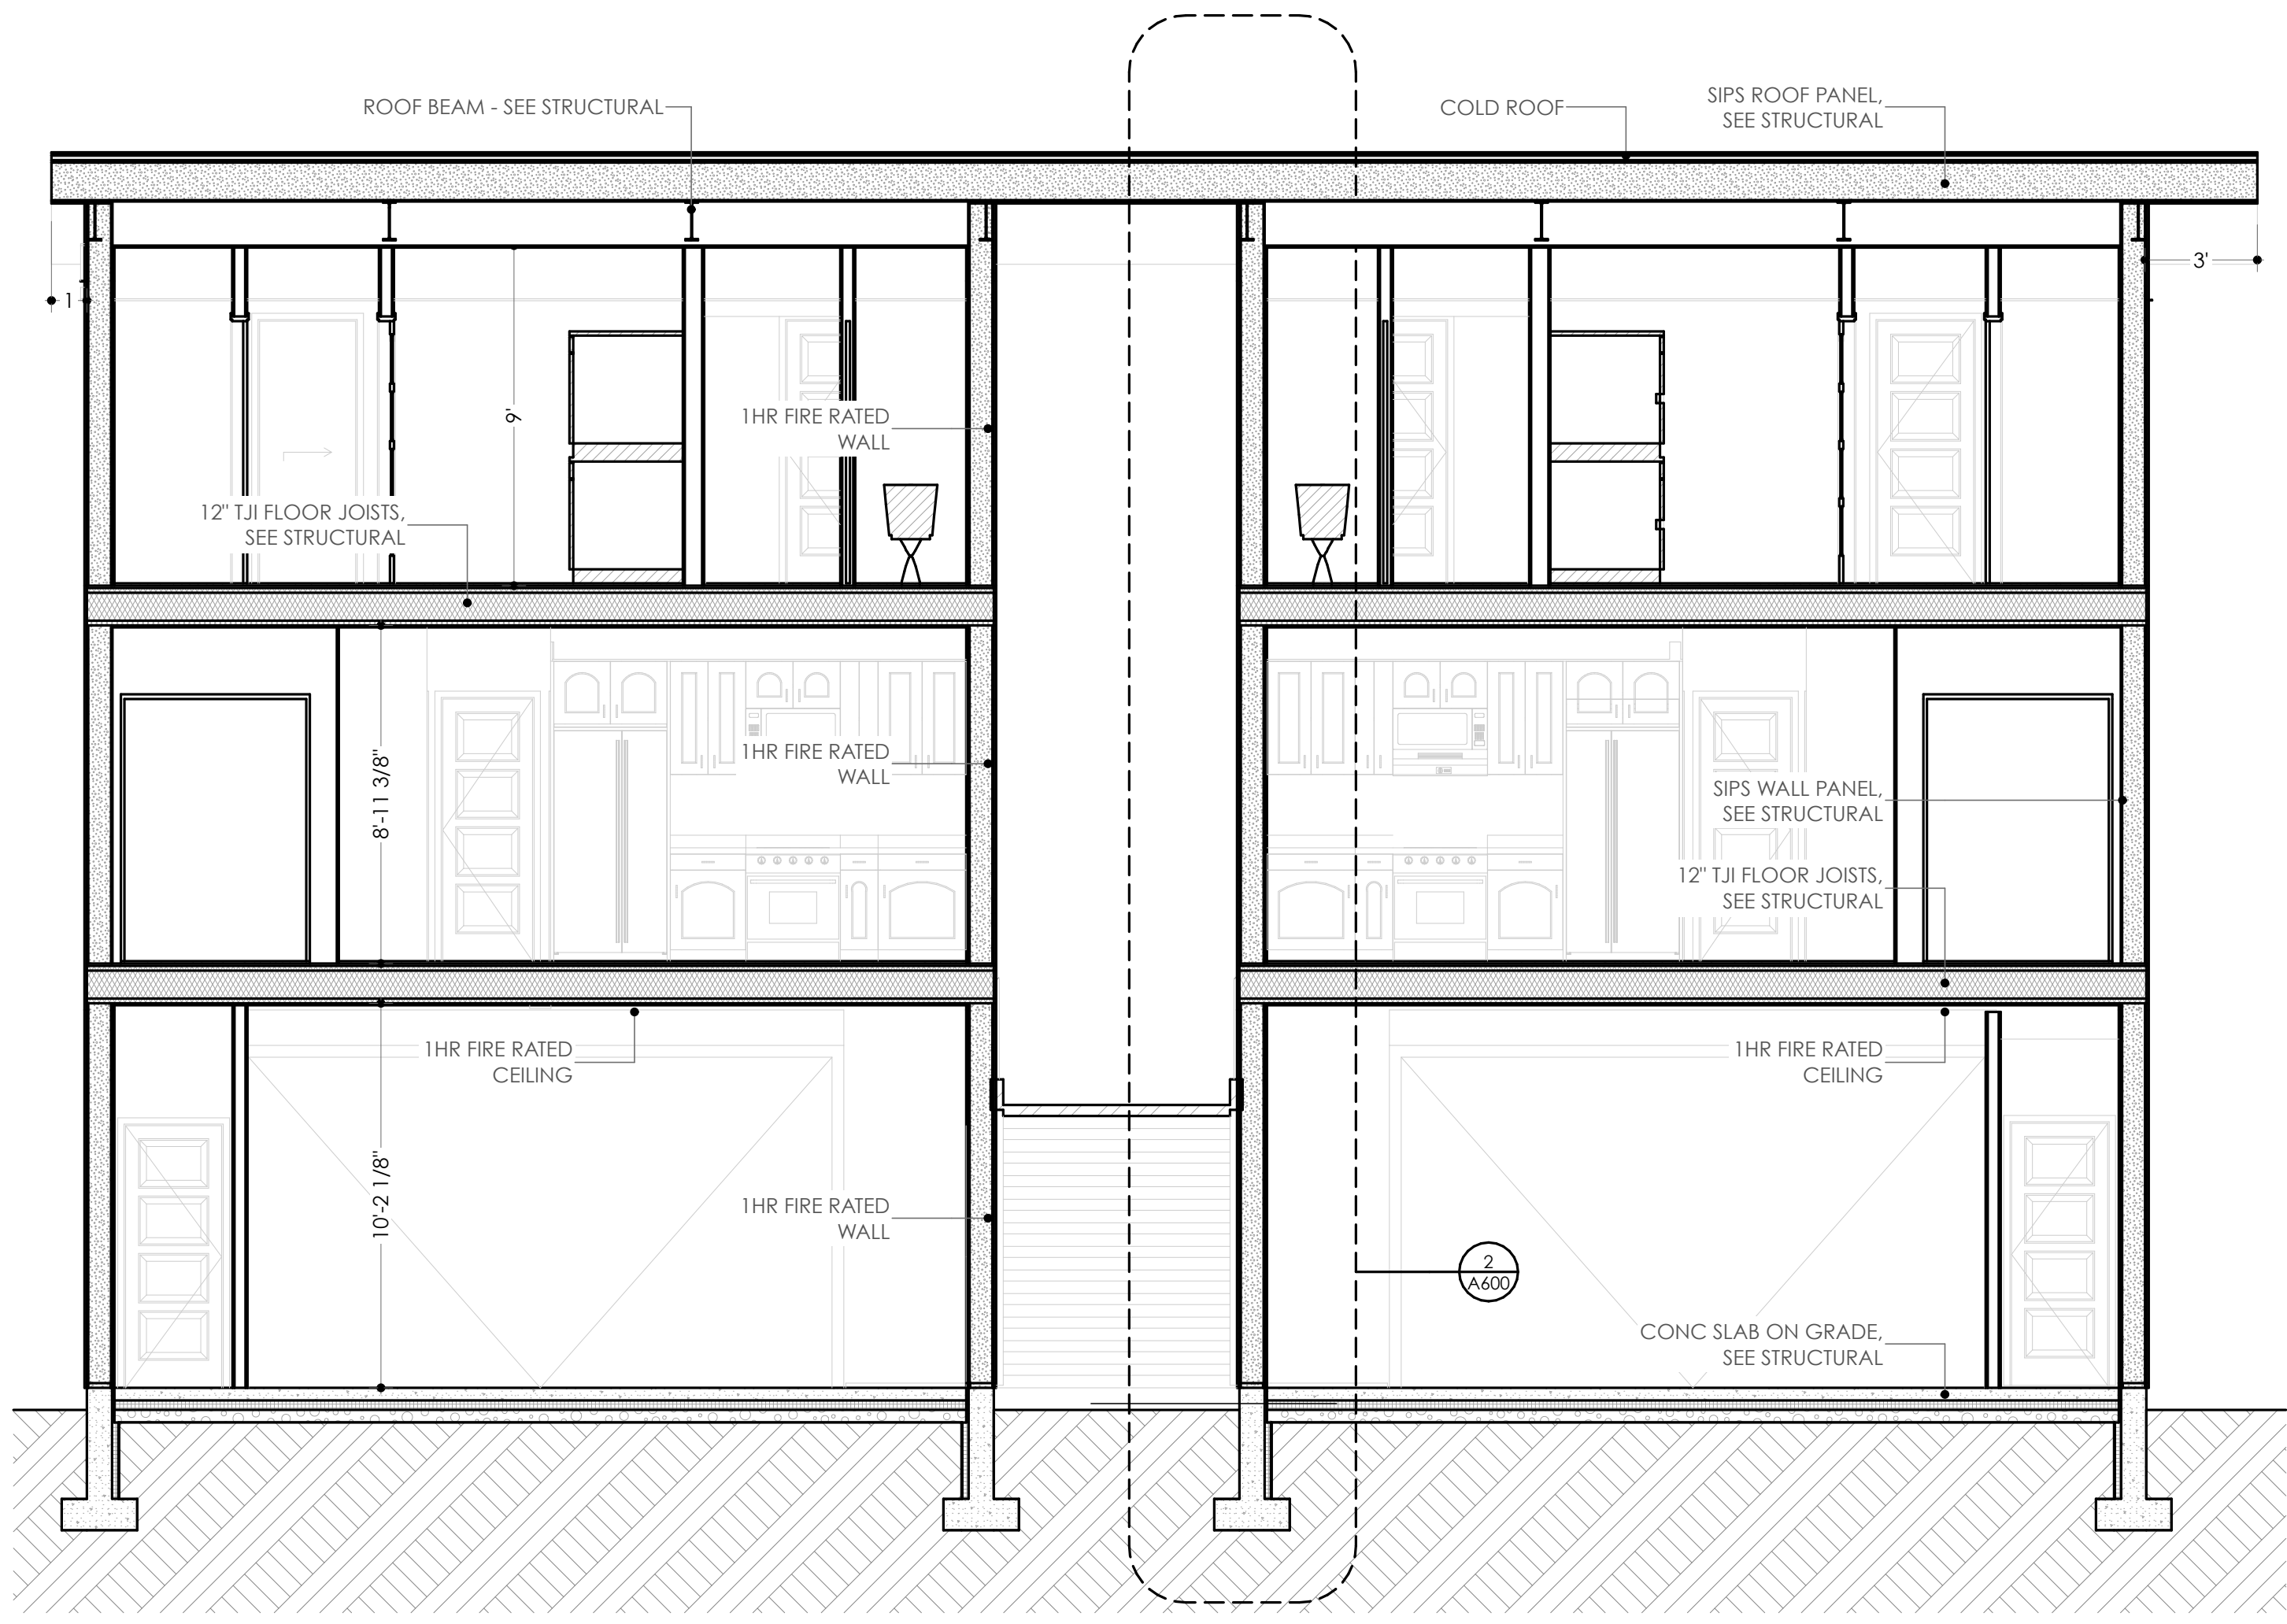 ROOF BEAM - SEE STRUCTURAL
COLD ROOF
SIPS ROOF PANEL,
SEE STRUCTURAL
3'
1
9'
1HR FIRE RATED
WALL
12" TJI FLOOR JOISTS,
SEE STRUCTURAL
8'-11 3/8"
1HR FIRE RATED
WALL
SIPS WALL PANEL,
SEE STRUCTURAL
12" TJI FLOOR JOISTS,
SEE STRUCTURAL
1HR FIRE RATED
CEILING
1HR FIRE RATED
CEILING
10'-2 1/8"
1HR FIRE RATED
WALL
2
A600
CONC SLAB ON GRADE,
SEE STRUCTURAL